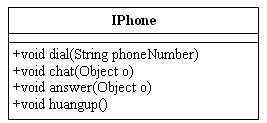 IPhone
+void dial(String phoneNumber)
+void chat(Object o)
+void answer(Object o)
+void huangup()